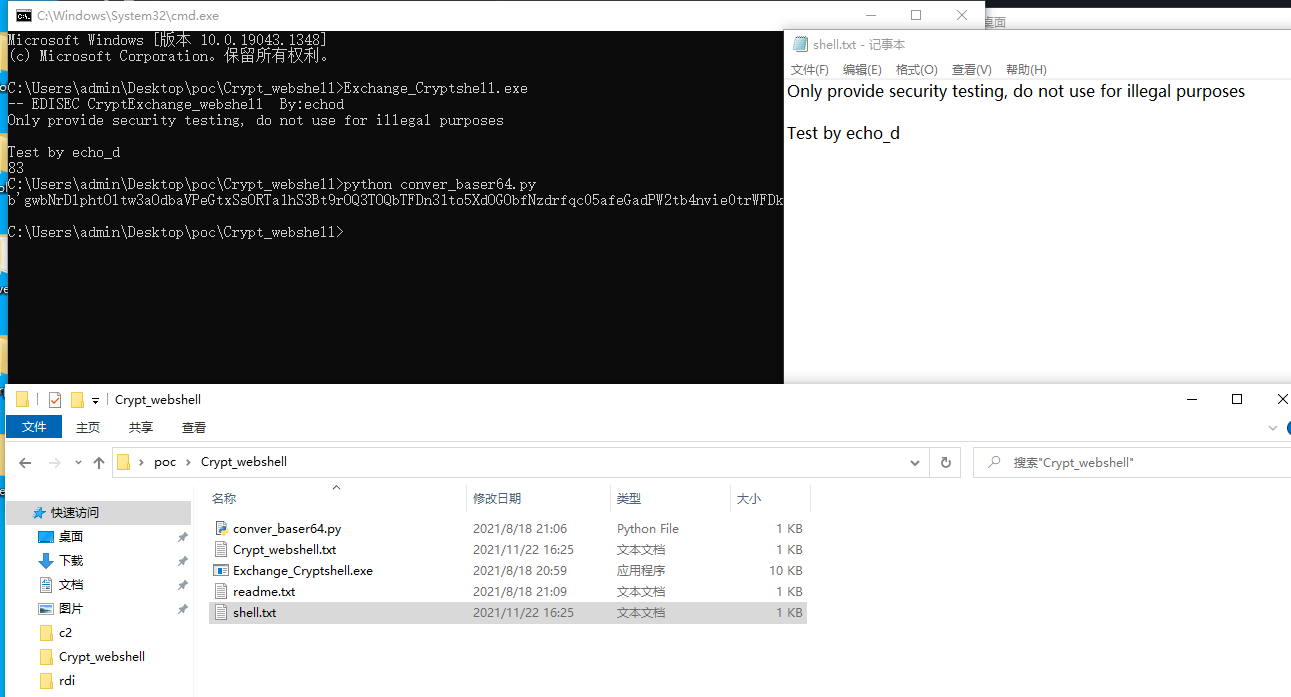 C:\Windows\System32\cmd.exe
桌面
Microsoft Windows [版本 10.0.19043.1348]
(c) Microsoft Corporation。保留所有权利。
C:\Users\admin\Desktop\poc\Crypt_webshell>Exchange_Cryptshell.exe
-- EDISEC CryptExchange_webshell  By:echod
Only provide security testing, do not use for illegal purposes
Test by echo_d
83
C:\Users\admin\Desktop\poc\Crypt_webshell>python conver_baser64.py
C:\Users\admin\Desktop\poc\Crypt_webshell>
shell.txt - 记事本
文件(F) 编辑(E) 格式(O) 查看(V) 帮助(H)
Only provide security testing, do not use for illegal purposes
Test by echo_d
Crypt_webshell
文件 主页 共享 查看
poc Crypt_webshell
搜索"Crypt_webshell"
快速访问
桌面
下载
文档
图片
c2
Crypt_webshell
rdi
名称 修改日期 类型 大小
conver_baser64.py 2021/8/18 21:06 Python File 1 KB
Crypt_webshell.txt 2021/11/22 16:25 文本文档 1 KB
Exchange_Cryptshell.exe 2021/8/18 20:59 应用程序 10 KB
readme.txt 2021/8/18 21:09 文本文档 1 KB
shell.txt 2021/11/22 16:25 文本文档 1 KB